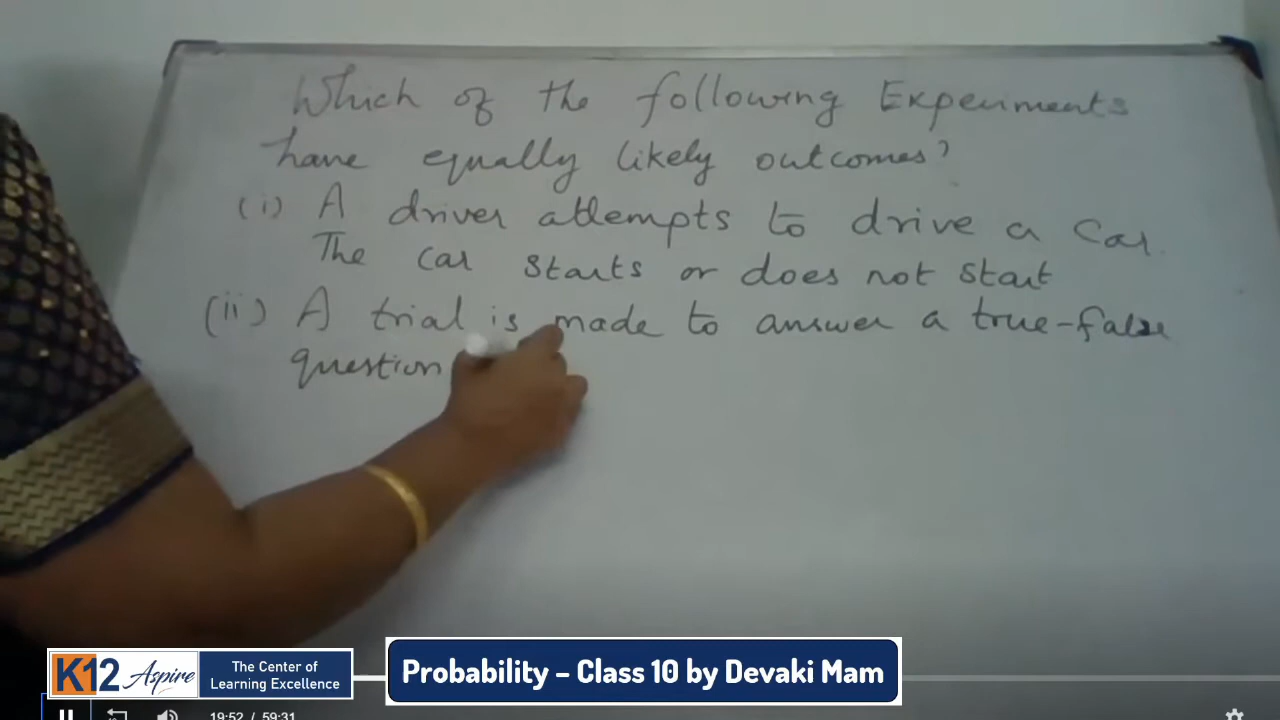 Which of the following Experiments
have equally likely outcomes?
(i) A driver attempts to drive a car.
The car starts or does not start
(ii) A trial is made to answer a true-false
question
K12 Aspire
The Center of
Learning Excellence
Probability – Class 10 by Devaki Mam
19:52 / 59:31